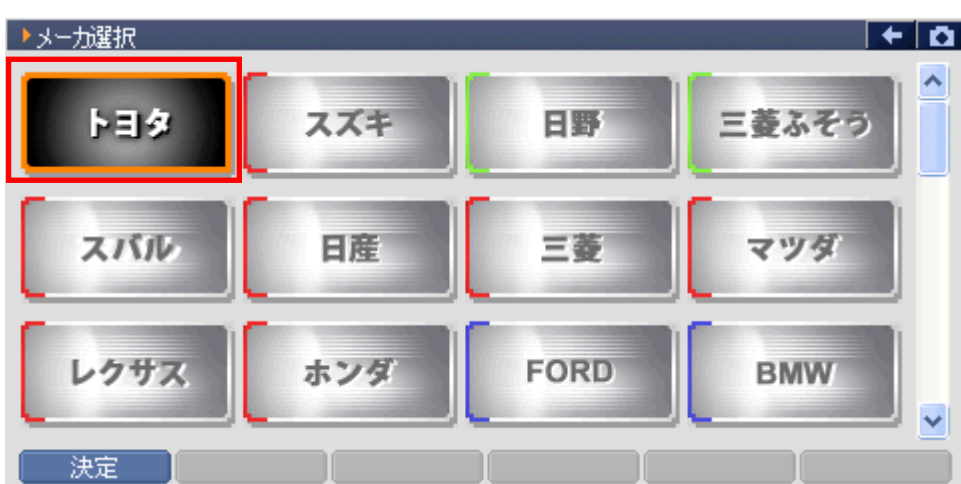 メーカ選択
トヨタ
スズキ
日野
三菱ふそう
スバル
日産
三菱
マツダ
レクサス
ホンダ
FORD
BMW
決定